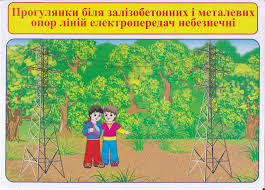 Прогулянки біля залізобетонних і металевих
опор ліній електропередач небезпечні